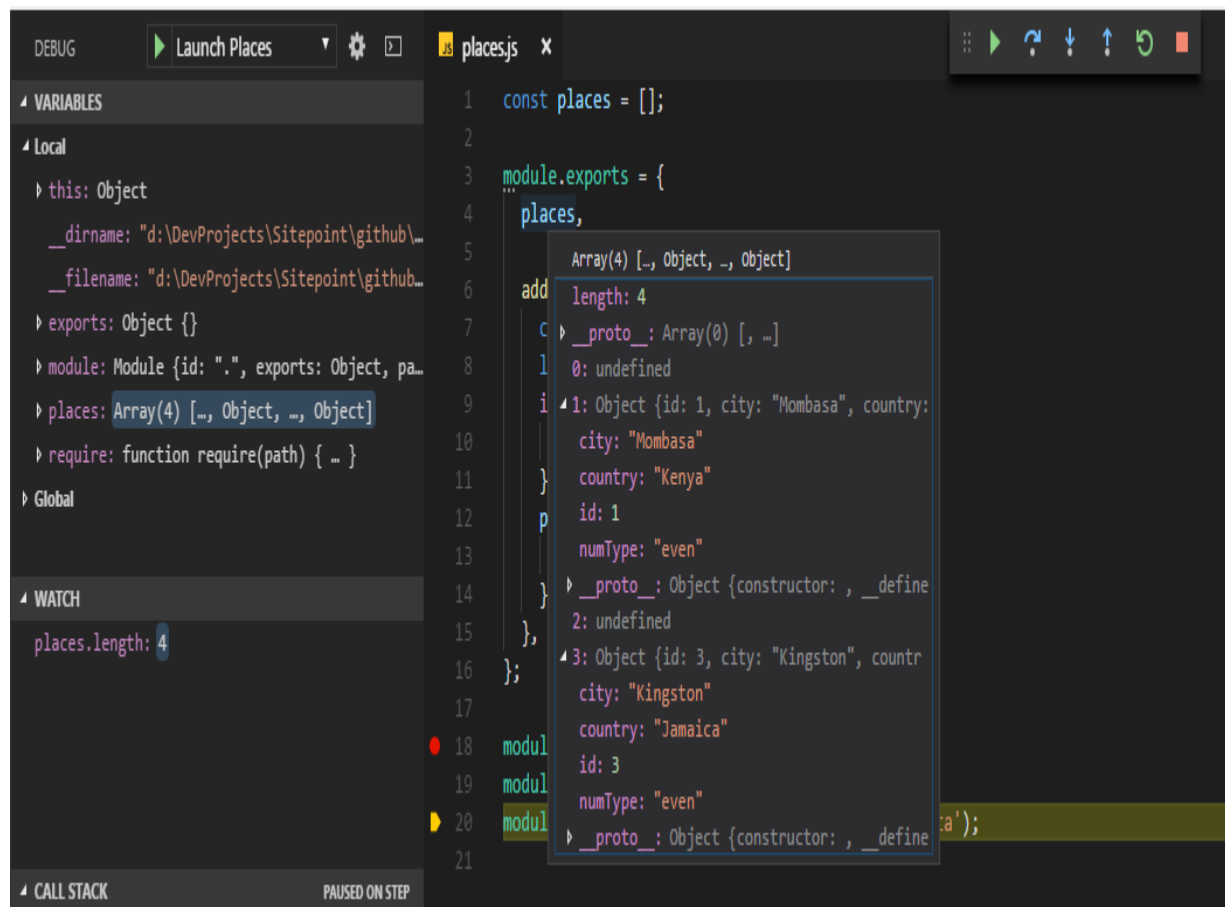 DEBUG
Launch Places
VARIABLES
Local
this: Object
__dirname: "d:\DevProjects\Sitepoint\github\…
__filename: "d:\DevProjects\Sitepoint\github…
exports: Object {}
module: Module {id: ".", exports: Object, pa…
places: Array(4) […, Object, …, Object]
require: function require(path) { … }
Global
WATCH
places.length: 4
CALL STACK
PAUSED ON STEP
JS places.js ×
1 const places = [];
2
3 module.exports = {
4 places,
5
6 add
7 c
8 l
9 i
10
11 }
12 p
13
14 }
15 },
16 };
17
18 modul
19 modul
20 modul ta');
21
Array(4) […, Object, …, Object]
length: 4
__proto__: Array(0) [, …]
0: undefined
1: Object {id: 1, city: "Mombasa", country:
city: "Mombasa"
country: "Kenya"
id: 1
numType: "even"
__proto__: Object {constructor: , __define
2: undefined
3: Object {id: 3, city: "Kingston", countr
city: "Kingston"
country: "Jamaica"
id: 3
numType: "even"
__proto__: Object {constructor: , __define